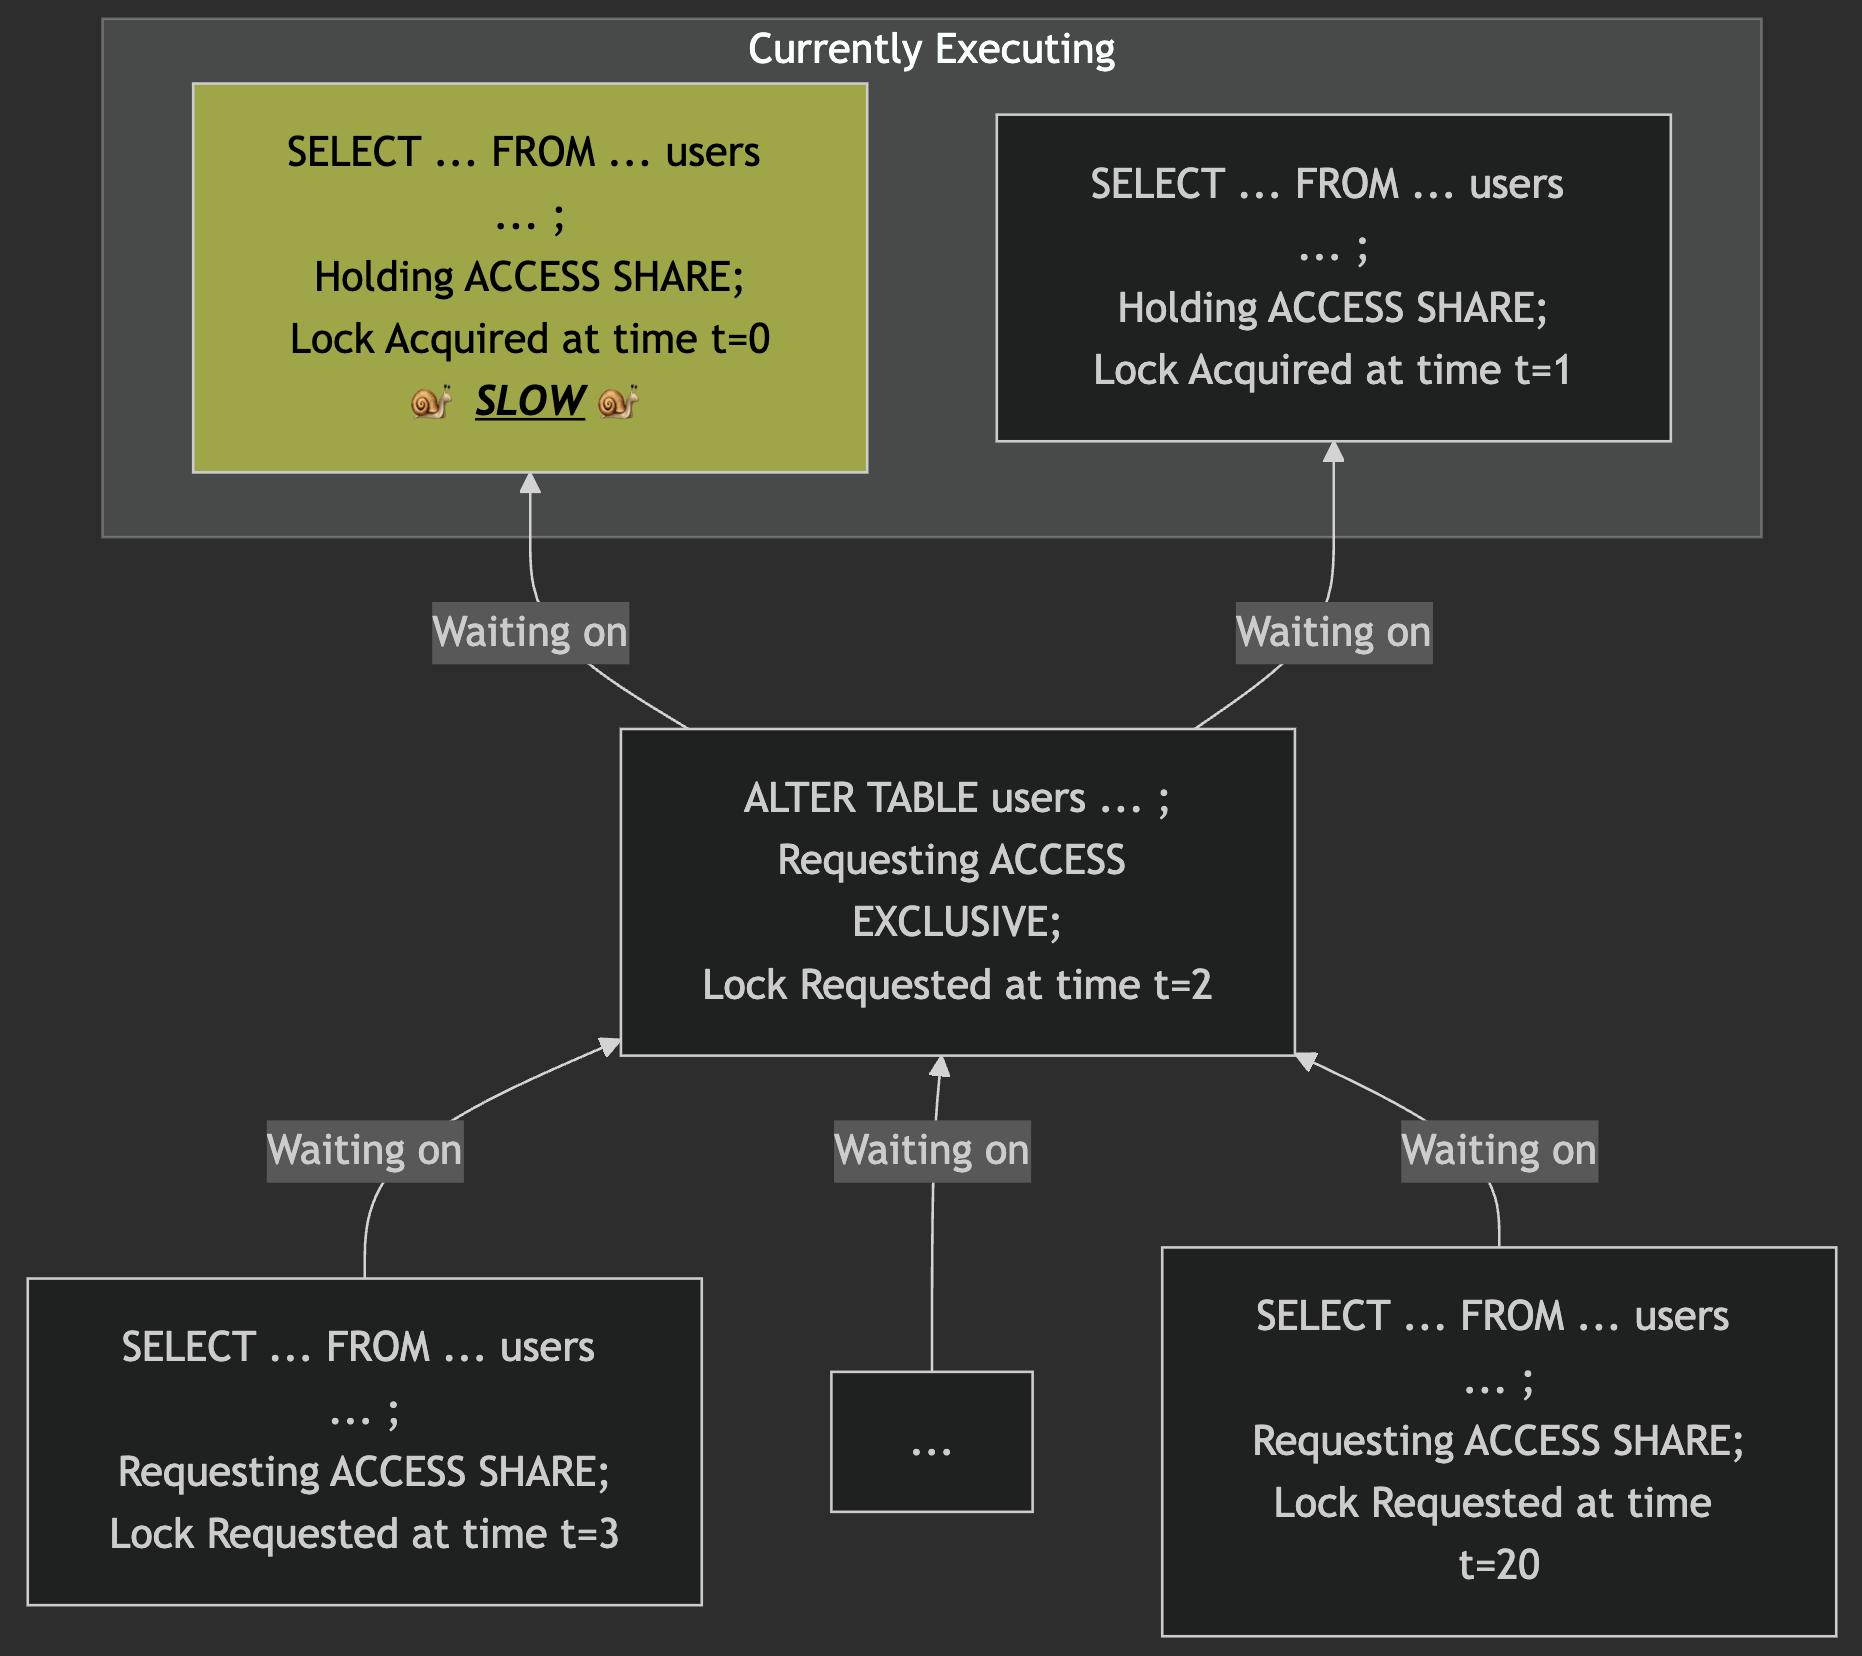 Currently Executing
SELECT ... FROM ... users
... ;
Holding ACCESS SHARE;
Lock Acquired at time t=0
🐌 SLOW 🐌
SELECT ... FROM ... users
... ;
Holding ACCESS SHARE;
Lock Acquired at time t=1
Waiting on
Waiting on
ALTER TABLE users ... ;
Requesting ACCESS
EXCLUSIVE;
Lock Requested at time t=2
Waiting on
Waiting on
Waiting on
SELECT ... FROM ... users
... ;
Requesting ACCESS SHARE;
Lock Requested at time t=3
...
SELECT ... FROM ... users
... ;
Requesting ACCESS SHARE;
Lock Requested at time
t=20